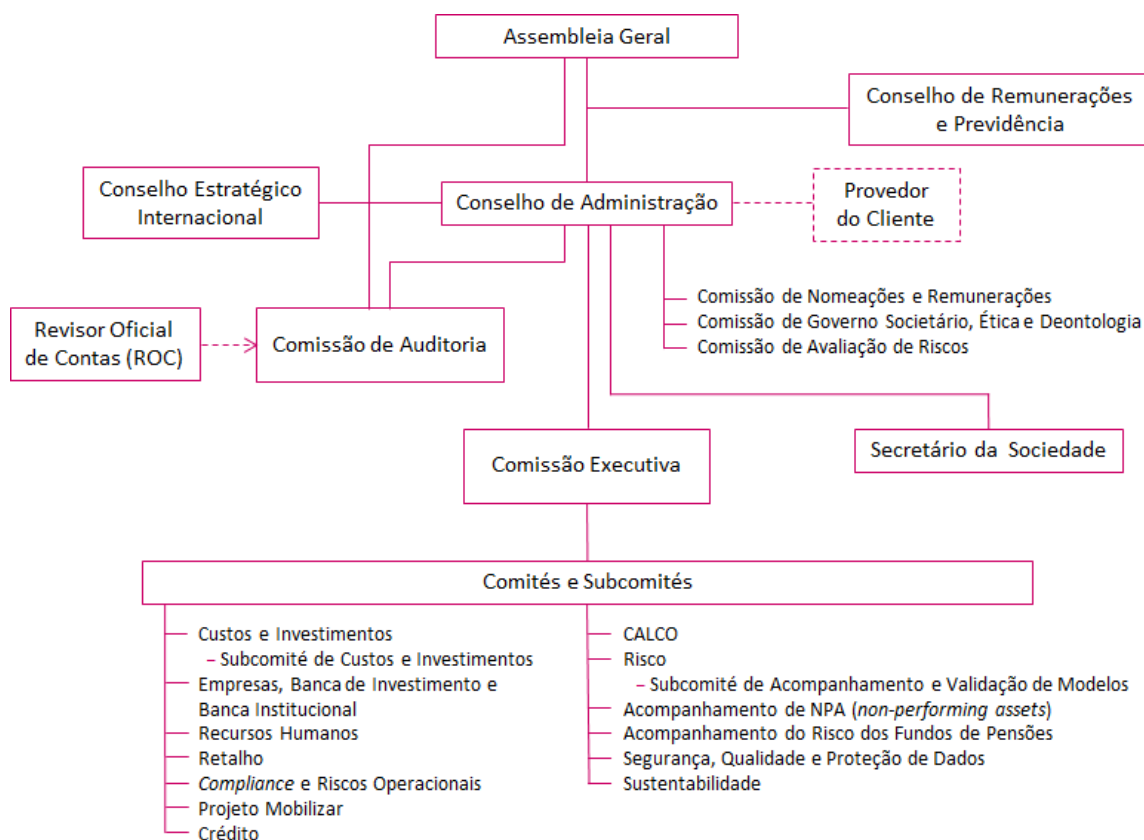 Assembleia Geral
Conselho de Remunerações
e Previdência
Conselho Estratégico
Internacional
Conselho de Administração
Provedor
do Cliente
Comissão de Nomeações e Remunerações
Comissão de Governo Societário, Ética e Deontologia
Comissão de Avaliação de Riscos
Revisor Oficial
de Contas (ROC)
Comissão de Auditoria
Comissão Executiva
Secretário da Sociedade
Comités e Subcomités
Custos e Investimentos
– Subcomité de Custos e Investimentos
Empresas, Banca de Investimento e
Banca Institucional
Recursos Humanos
Retalho
Compliance e Riscos Operacionais
Projeto Mobilizar
Crédito
CALCO
Risco
– Subcomité de Acompanhamento e Validação de Modelos
Acompanhamento de NPA (non-performing assets)
Acompanhamento do Risco dos Fundos de Pensões
Segurança, Qualidade e Proteção de Dados
Sustentabilidade